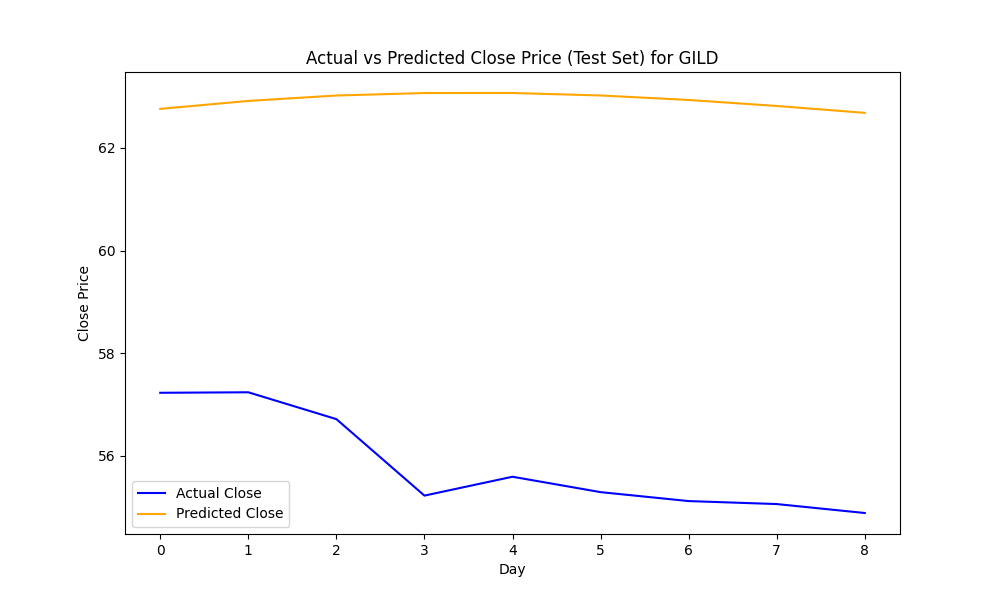 Actual vs Predicted Close Price (Test Set) for GILD
Close Price
62
60
58
56
Actual Close
Predicted Close
0 1 2 3 4 5 6 7 8
Day